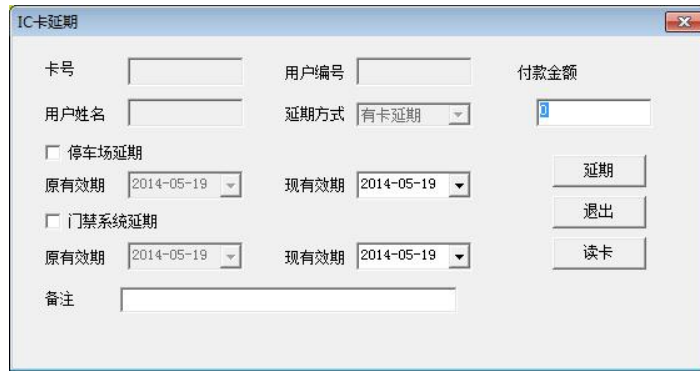 IC卡延期
卡号 用户编号 付款金额
用户姓名 延期方式 有卡延期 0
停车场延期
延期
原有效期 2014-05-19 现有效期 2014-05-19
门禁系统延期 退出
原有效期 2014-05-19 现有效期 2014-05-19 读卡
备注